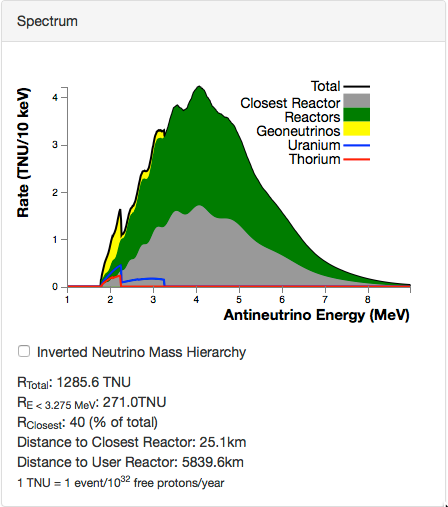 Spectrum
Total
Closest Reactor
Reactors
Geoneutrinos
Uranium
Thorium
Rate (TNU/10 keV)
4
3
2
1
0
1 2 3 4 5 6 7 8
Antineutrino Energy (MeV)
Inverted Neutrino Mass Hierarchy
RTotal: 1285.6 TNU
RE < 3.275 MeV: 271.0TNU
RClosest: 40 (% of total)
Distance to Closest Reactor: 25.1km
Distance to User Reactor: 5839.6km
1 TNU = 1 event/10³² free protons/year